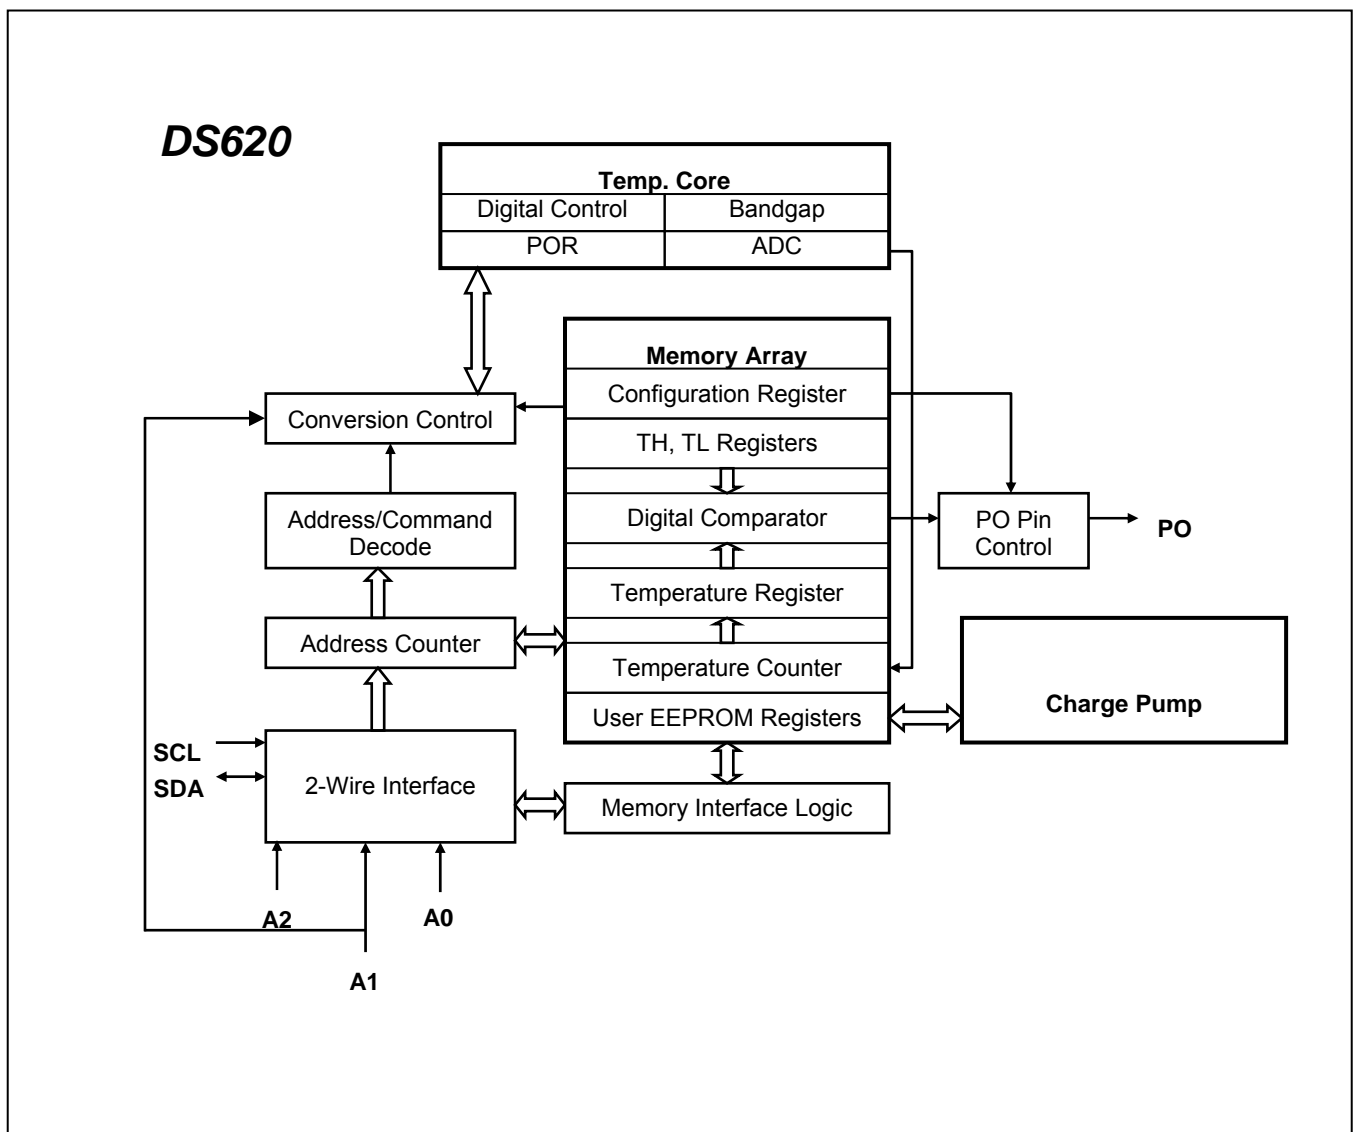 DS620
Temp. Core
Digital Control
Bandgap
POR
ADC
Memory Array
Configuration Register
Conversion Control
TH, TL Registers
Address/Command
Decode
Digital Comparator
PO Pin
Control
PO
Temperature Register
Address Counter
Temperature Counter
User EEPROM Registers
Charge Pump
SCL
SDA
2-Wire Interface
Memory Interface Logic
A2
A0
A1